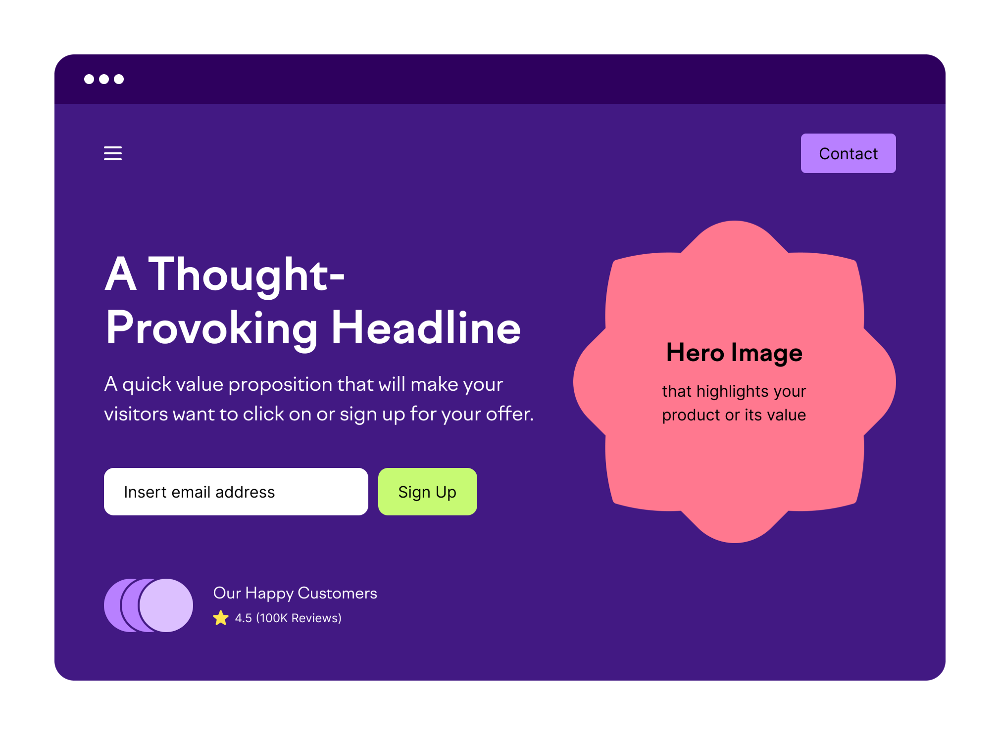 Contact
A Thought-
Provoking Headline
A quick value proposition that will make your
visitors want to click on or sign up for your offer.
Insert email address
Sign Up
Hero Image
that highlights your
product or its value
Our Happy Customers
4.5 (100K Reviews)